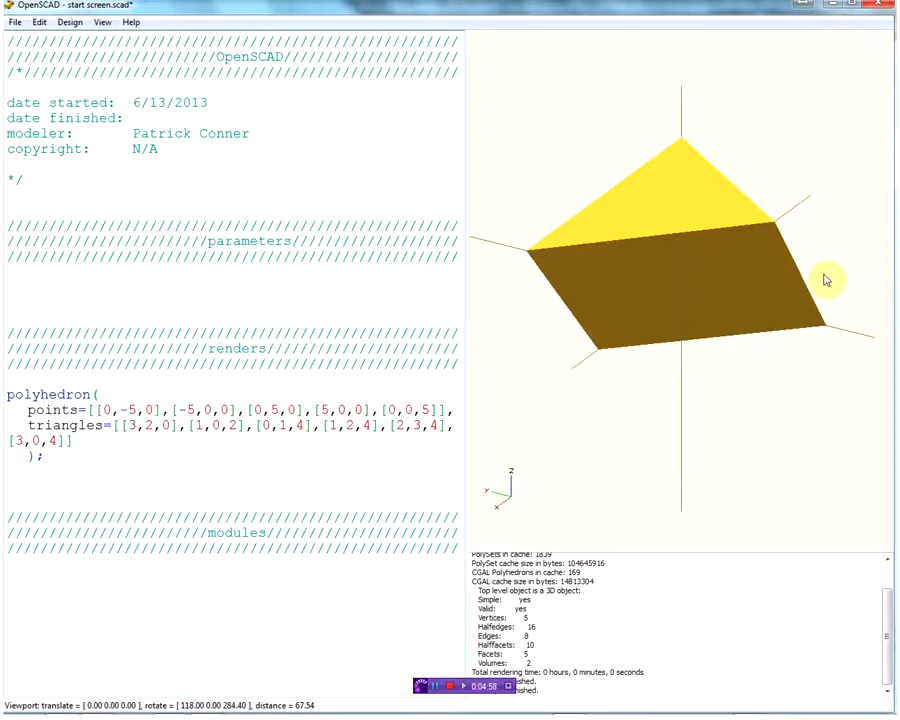 OpenSCAD - start screen.scad*
File Edit Design View Help
//////////////////////////////////////////////////////
/////////////////////////OpenSCAD/////////////////////
/*////////////////////////////////////////////////////
date started: 6/13/2013
date finished:
modeler: Patrick Conner
copyright: N/A
*/
//////////////////////////////////////////////////////
////////////////////////parameters////////////////////
//////////////////////////////////////////////////////
//////////////////////////////////////////////////////
////////////////////////renders///////////////////////
//////////////////////////////////////////////////////
polyhedron(
points=[[0,-5,0],[-5,0,0],[0,5,0],[5,0,0],[0,0,5]],
triangles=[[3,2,0],[1,0,2],[0,1,4],[1,2,4],[2,3,4],
[3,0,4]]
);
//////////////////////////////////////////////////////
////////////////////////modules///////////////////////
//////////////////////////////////////////////////////
z
y
x
PolySets in cache: 1839
PolySet cache size in bytes: 104645916
CGAL Polyhedrons in cache: 169
CGAL cache size in bytes: 14813304
Top level object is a 3D object:
Simple: yes
Valid: yes
Vertices: 5
Halfedges: 16
Edges: 8
Halffacets: 10
Facets: 5
Volumes: 2
Total rendering time: 0 hours, 0 minutes, 0 seconds
ished.
nished.
0:04:58
Viewport: translate = [ 0.00 0.00 0.00 ], rotate = [ 118.00 0.00 284.40 ], distance = 67.54